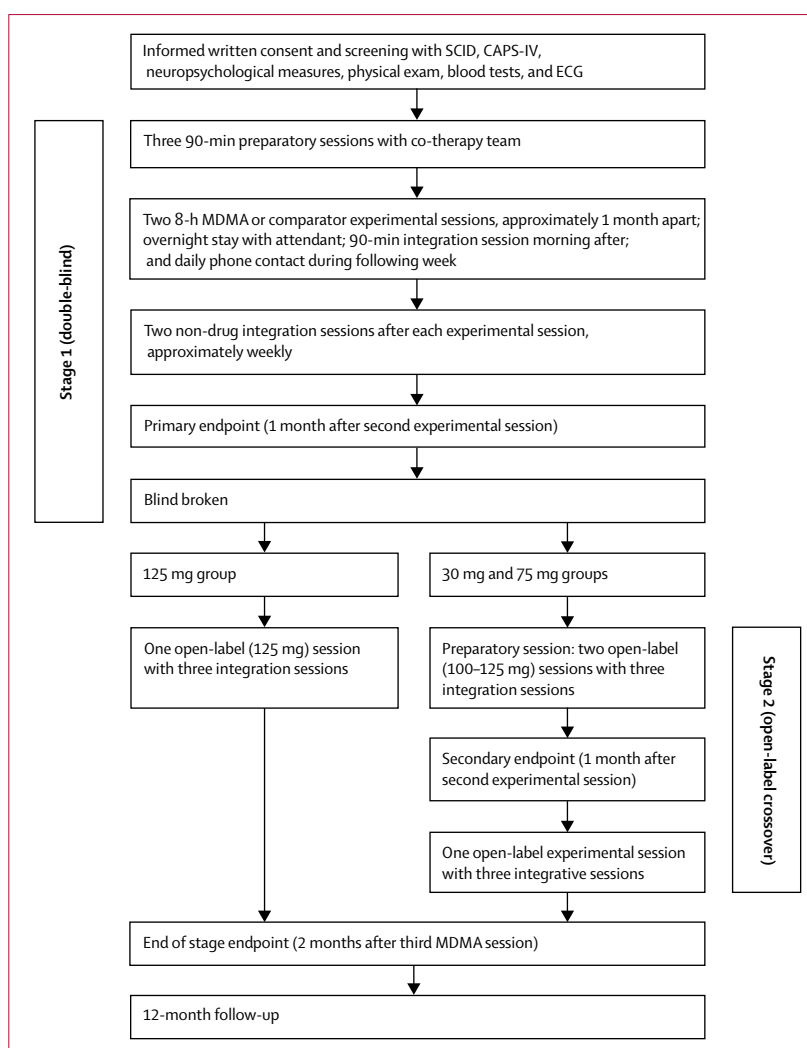 Informed written consent and screening with SCID, CAPS-IV,
neuropsychological measures, physical exam, blood tests, and ECG
Stage 1 (double-blind)
Three 90-min preparatory sessions with co-therapy team
Two 8-h MDMA or comparator experimental sessions, approximately 1 month apart;
overnight stay with attendant; 90-min integration session morning after;
and daily phone contact during following week
Two non-drug integration sessions after each experimental session,
approximately weekly
Primary endpoint (1 month after second experimental session)
Blind broken
125 mg group
30 mg and 75 mg groups
One open-label (125 mg) session
with three integration sessions
Preparatory session: two open-label
(100–125 mg) sessions with three
integration sessions
Stage 2 (open-label crossover)
Secondary endpoint (1 month after
second experimental session)
One open-label experimental session
with three integrative sessions
End of stage endpoint (2 months after third MDMA session)
12-month follow-up